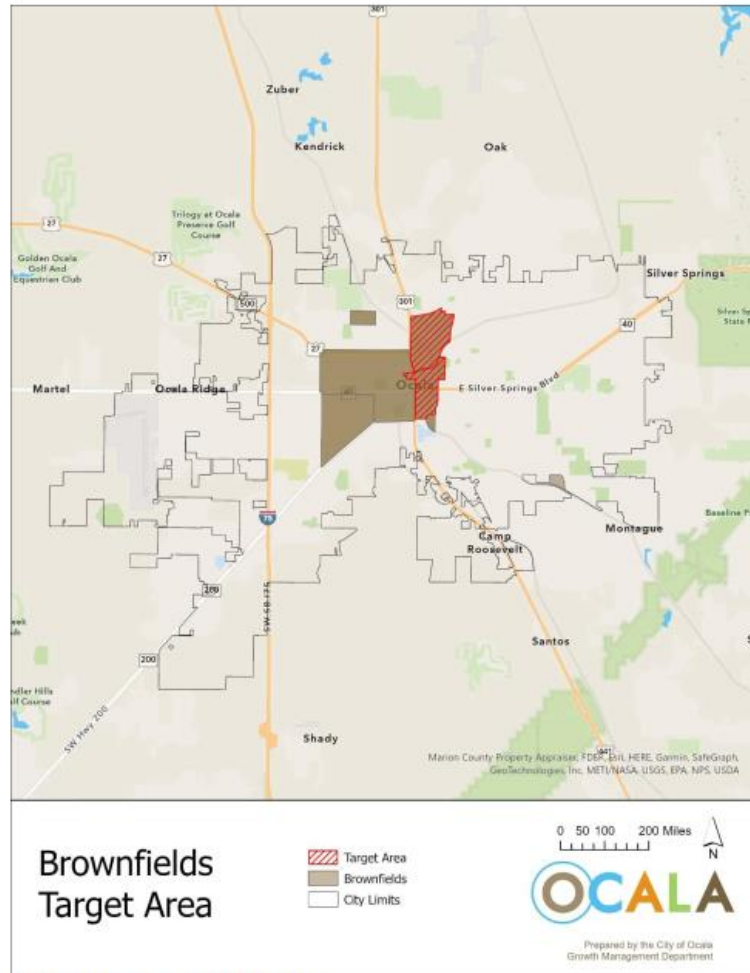 301
Zuber
Kendrick
Oak
27
Trilogy at Ocala
Preserve Golf
Course
27
Golden Ocala
Golf And
Equestrian Club
Silver Springs
500
301
40
27
Martel
Ocala Ridge
40
Ocala
E Silver Springs Blvd
75
Camp
Roosevelt
Montague
200
SW 68 I75
Santos
200
SW Hwy 200
Shady
441
Marion County Property Appraiser, FDEP, Esri, HERE, Garmin, SafeGraph,
GeoTechnologies, Inc, METI/NASA, USGS, EPA, NPS, USDA
Brownfields
Target Area
Target Area
Brownfields
City Limits
0 50 100 200 Miles
N
OCALA
Prepared by the City of Ocala
Growth Management Department